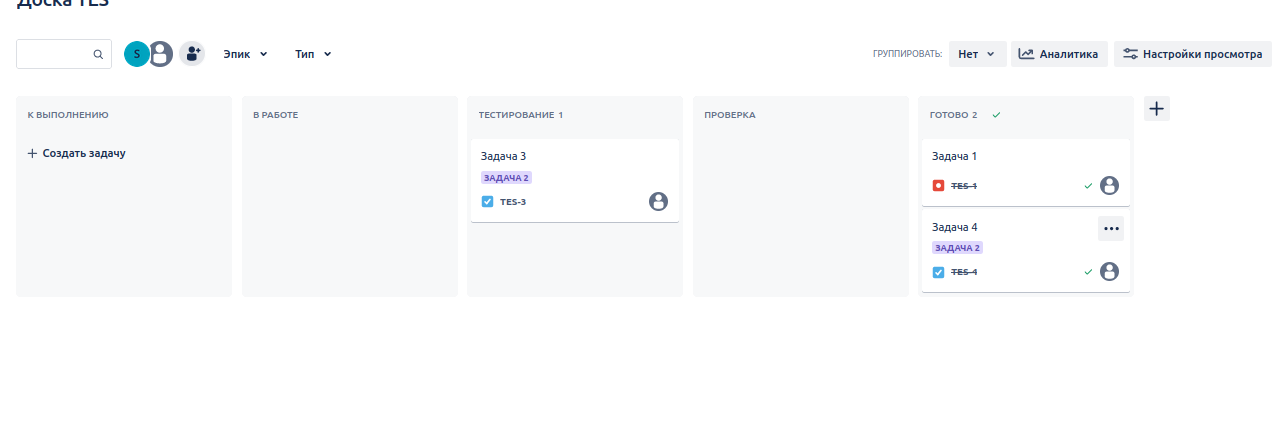 Доска TES
S
Эпик
Тип
ГРУППИРОВАТЬ:
Нет
Аналитика
Настройки просмотра
К ВЫПОЛНЕНИЮ
Создать задачу
В РАБОТЕ
ТЕСТИРОВАНИЕ 1
Задача 3
ЗАДАЧА 2
TES-3
ПРОВЕРКА
ГОТОВО 2
Задача 1
TES-1
Задача 4
ЗАДАЧА 2
TES-4